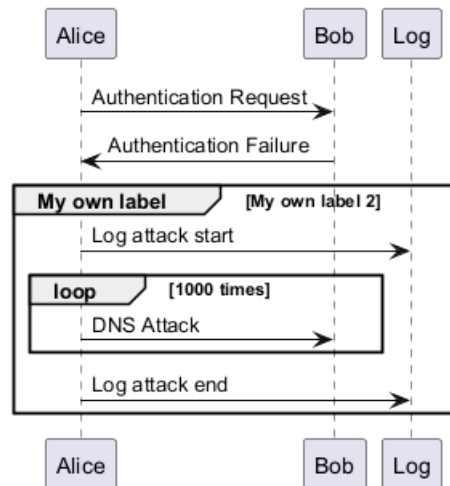 Alice Bob Log
Authentication Request
Authentication Failure
My own label [My own label 2]
Log attack start
loop [1000 times]
DNS Attack
Log attack end
Alice Bob Log